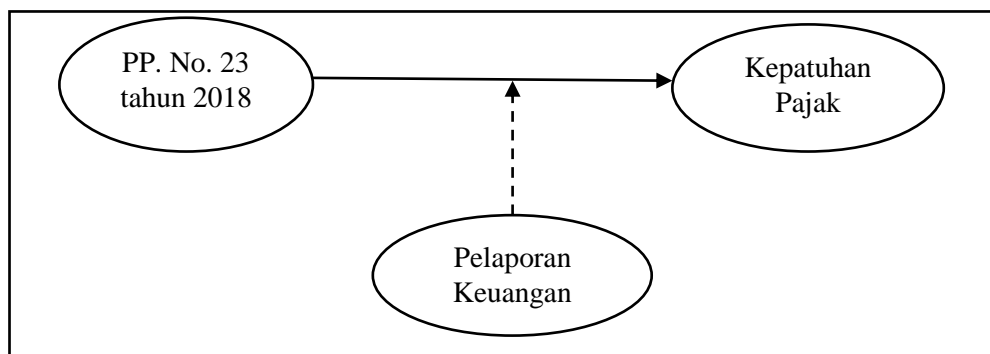 PP. No. 23
tahun 2018
Kepatuhan
Pajak
Pelaporan
Keuangan